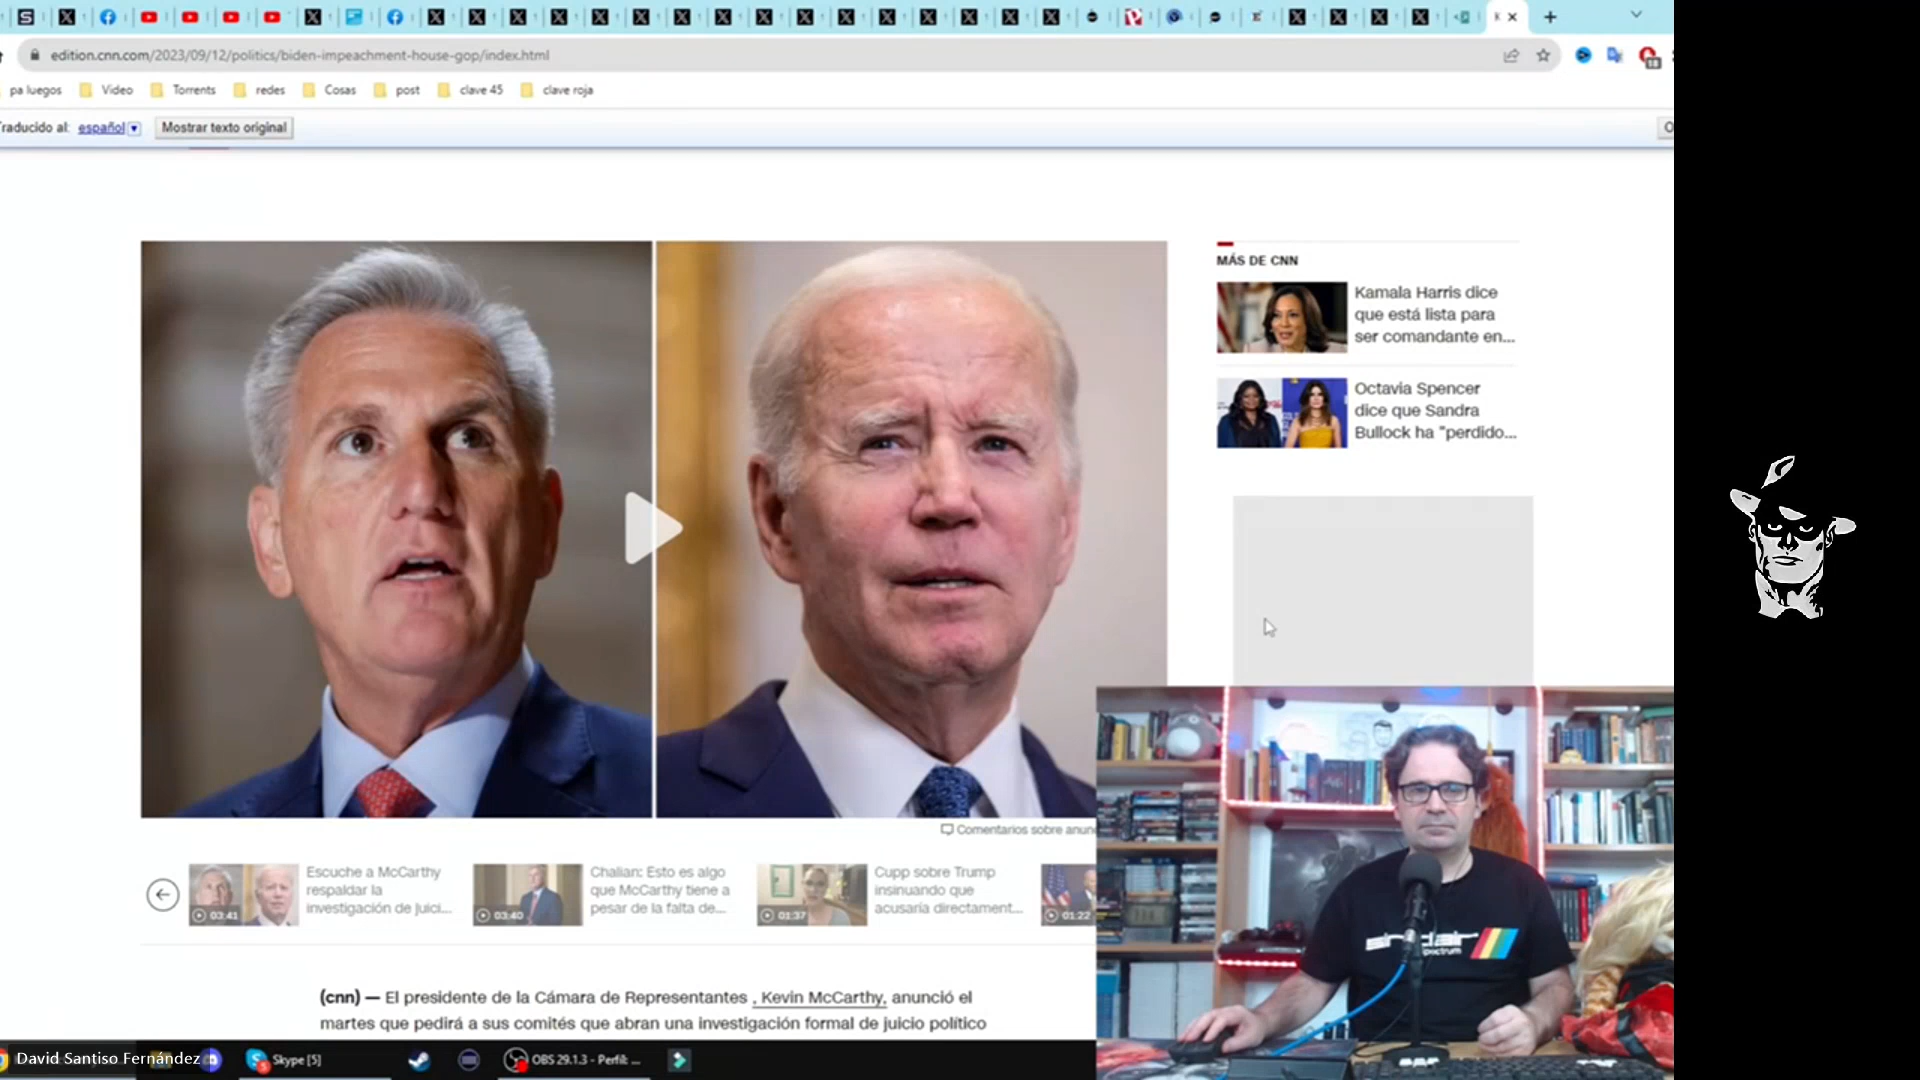 edition.cnn.com/2023/09/12/politics/biden-impeachment-house-gop/index.html
pa luegos
Video
Torrents
redes
Cosas
post
clave 45
clave roja
raducido al: español
Mostrar texto original
MÁS DE CNN
Kamala Harris dice
que está lista para
ser comandante en...
Octavia Spencer
dice que Sandra
Bullock ha "perdido...
Comentarios sobre anun
Escuche a McCarthy
respaldar la
investigación de juici...
03:41
Chalian: Esto es algo
que McCarthy tiene a
pesar de la falta de...
03:40
Cupp sobre Trump
insinuando que
acusaría directament...
01:37
01:22
(cnn) — El presidente de la Cámara de Representantes , Kevin McCarthy, anunció el
martes que pedirá a sus comités que abran una investigación formal de juicio político
sinclair
spectrum
David Santiso Fernández
Skype [5]
OBS 29.1.3 - Perfil: ...